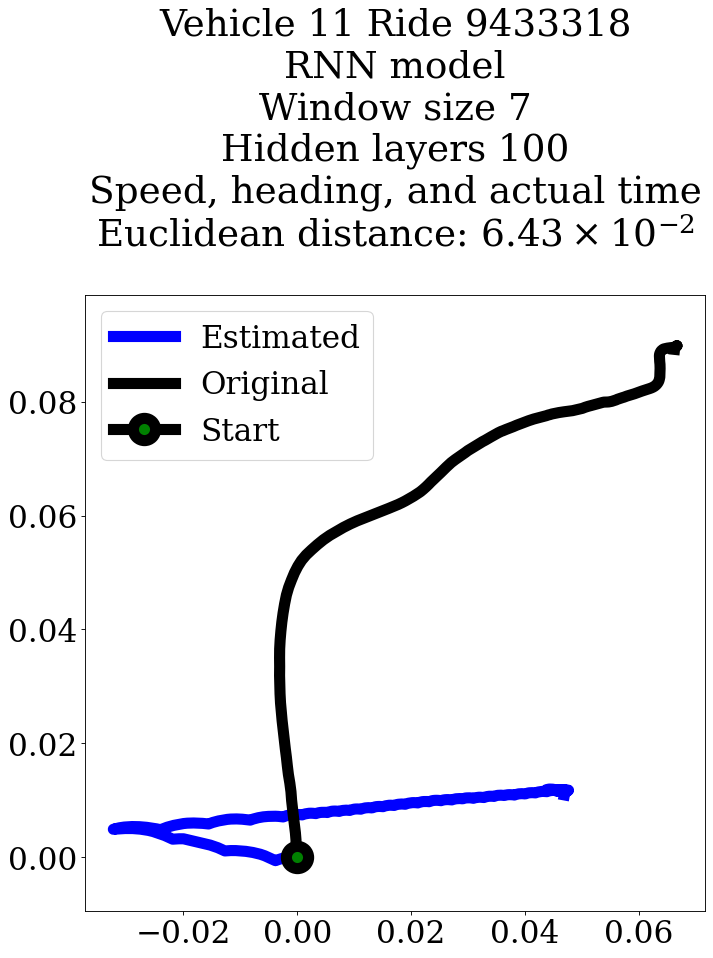 Vehicle 11 Ride 9433318
RNN model
Window size 7
Hidden layers 100
Speed, heading, and actual time
Euclidean distance: 6.43 × 10⁻²
Estimated
Original
Start
0.08
0.06
0.04
0.02
0.00
−0.02 0.00 0.02 0.04 0.06